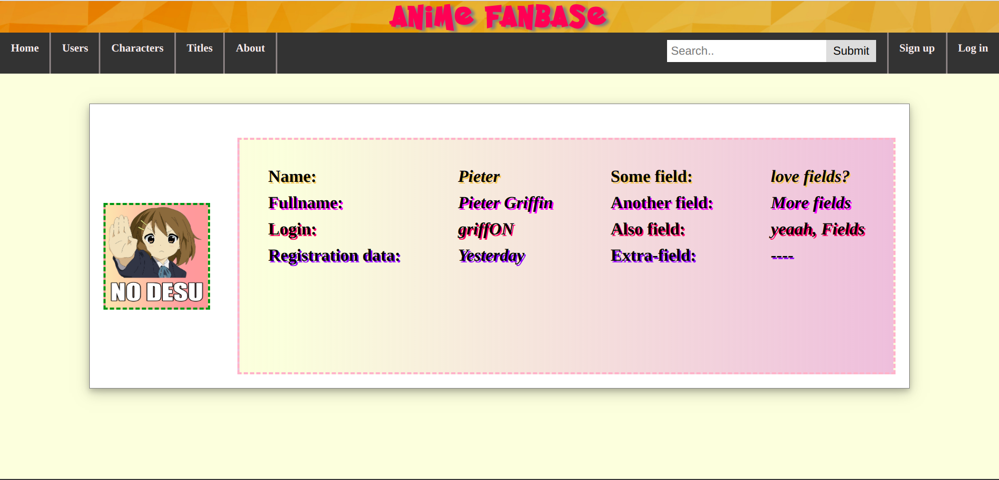 ANiMe FANBASe
Home Users Characters Titles About Search.. Submit Sign up Log in
Name: Pieter Some field: love fields?
Fullname: Pieter Griffin Another field: More fields
Login: griffON Also field: yeaah, Fields
Registration data: Yesterday Extra-field: ----
NO DESU